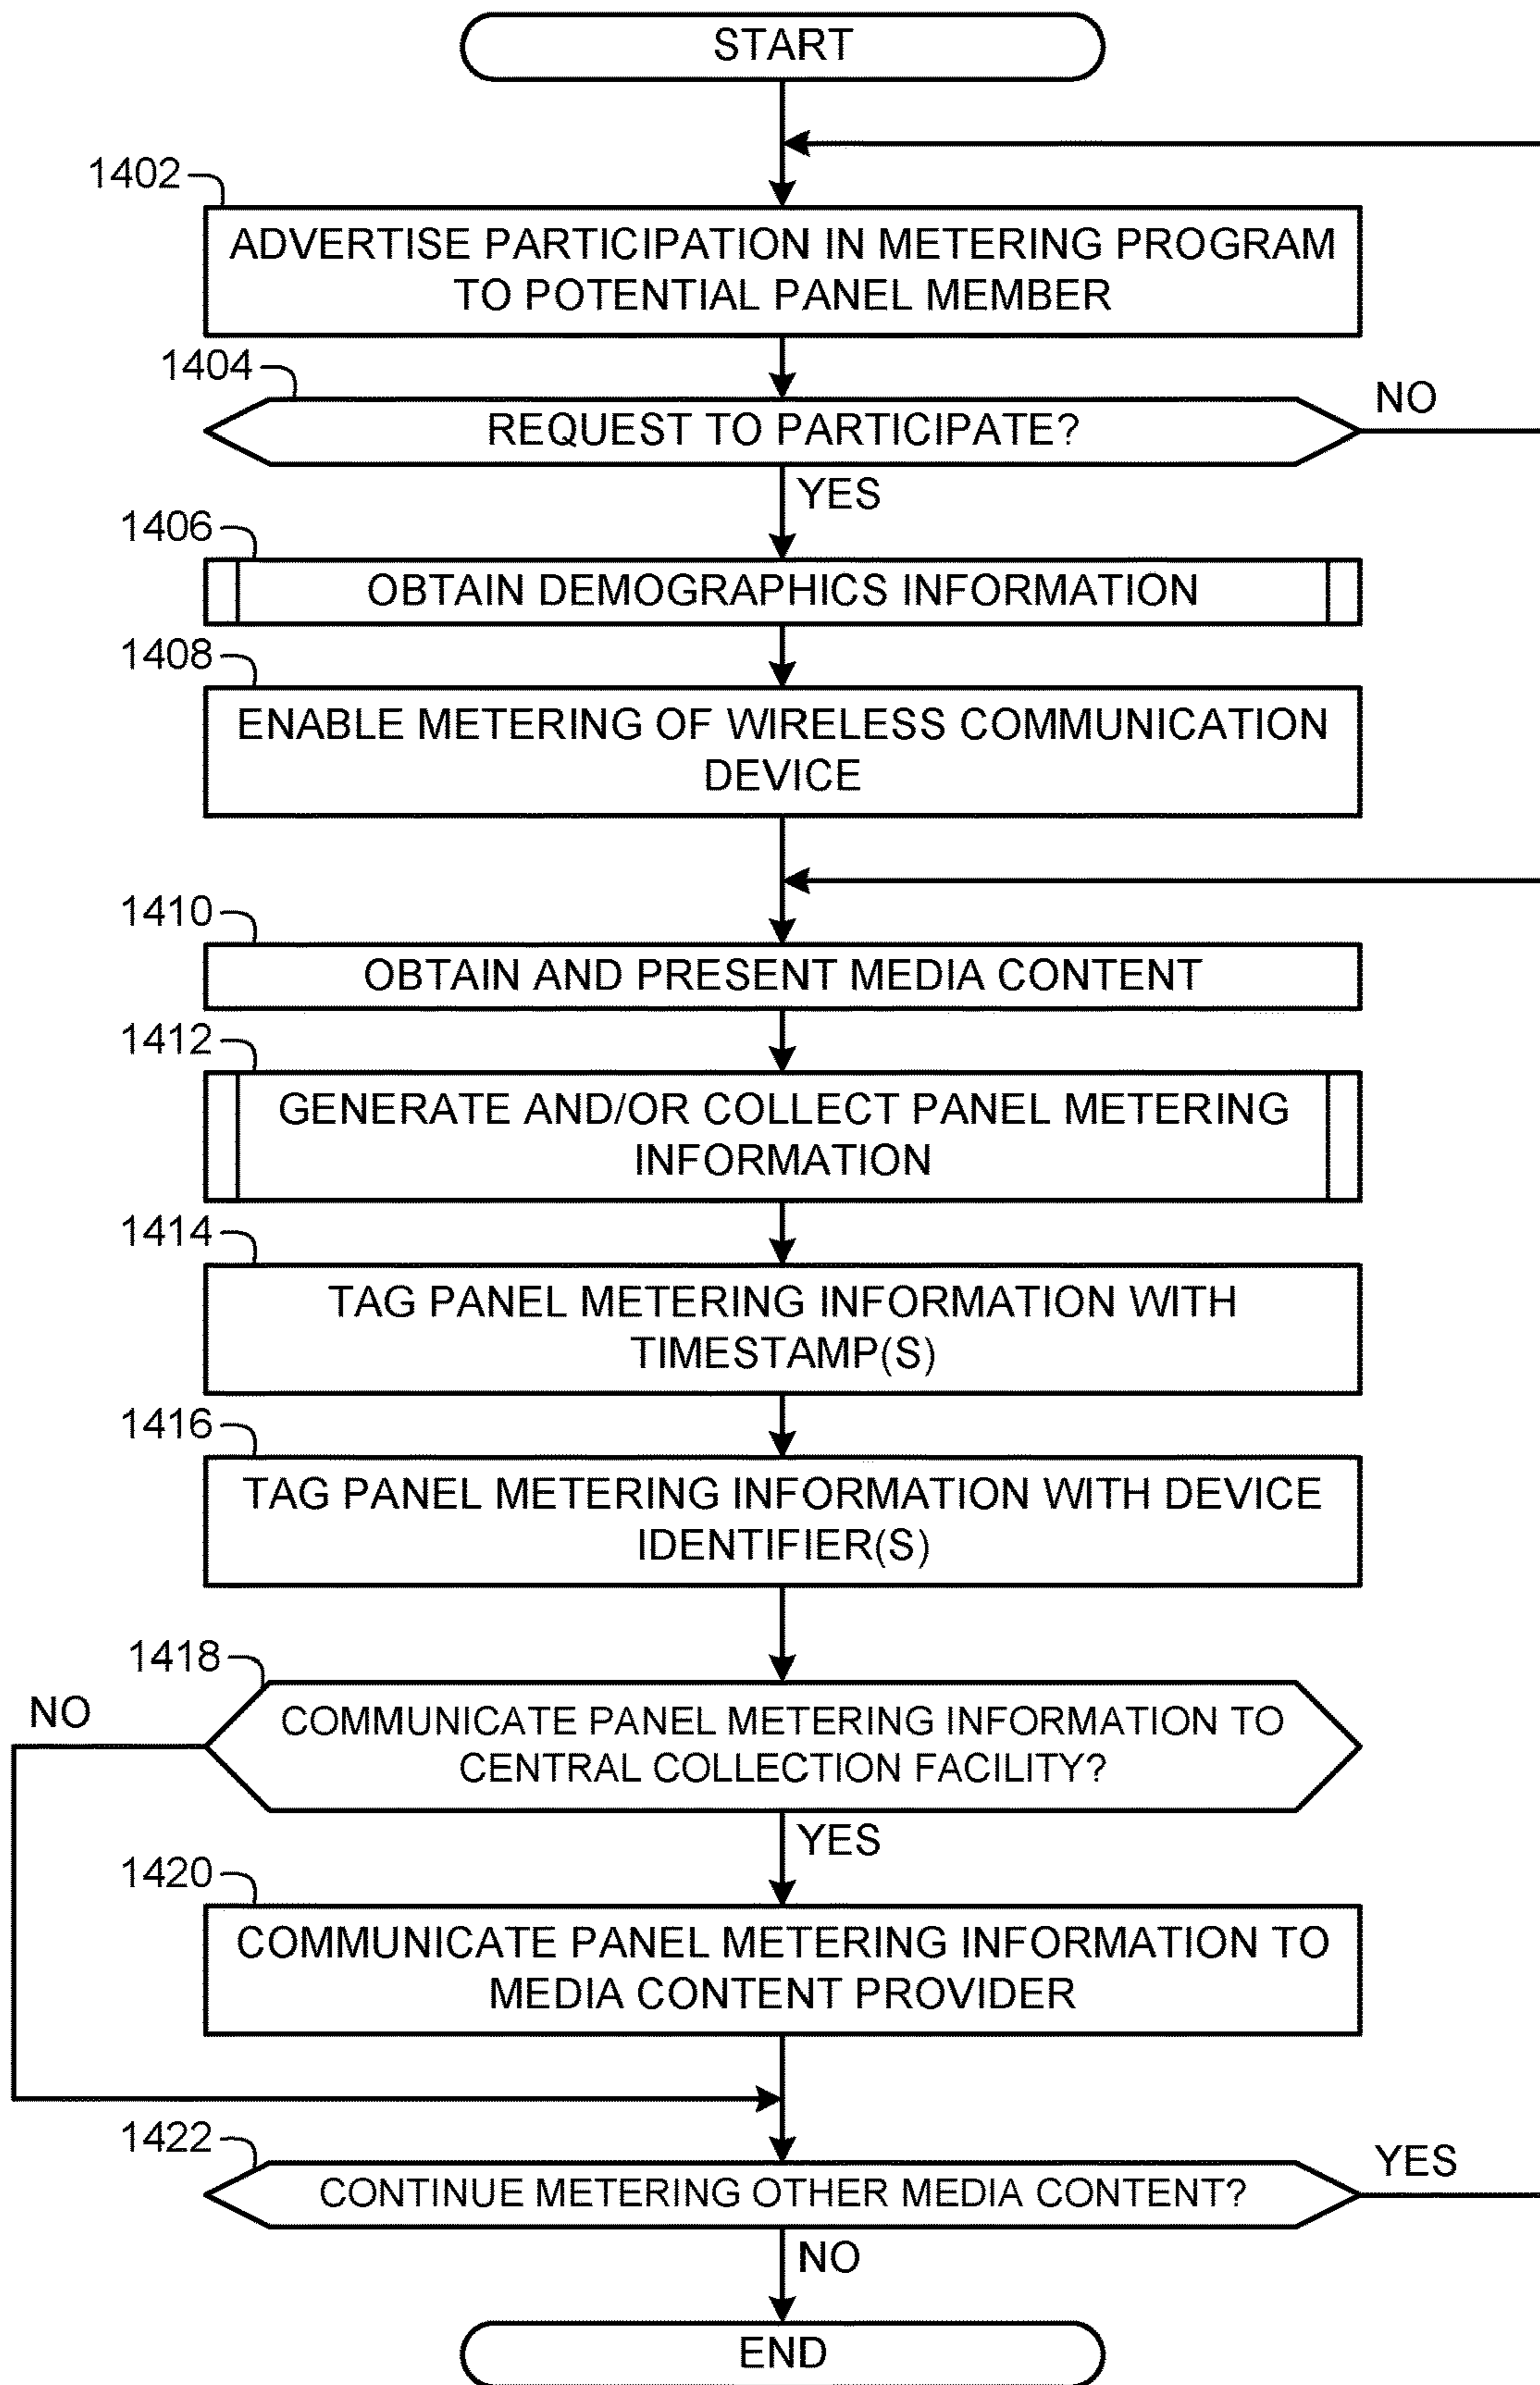 START
1402
ADVERTISE PARTICIPATION IN METERING PROGRAM
TO POTENTIAL PANEL MEMBER
1404
REQUEST TO PARTICIPATE?
NO
YES
1406
OBTAIN DEMOGRAPHICS INFORMATION
1408
ENABLE METERING OF WIRELESS COMMUNICATION
DEVICE
1410
OBTAIN AND PRESENT MEDIA CONTENT
1412
GENERATE AND/OR COLLECT PANEL METERING
INFORMATION
1414
TAG PANEL METERING INFORMATION WITH
TIMESTAMP(S)
1416
TAG PANEL METERING INFORMATION WITH DEVICE
IDENTIFIER(S)
1418
NO
COMMUNICATE PANEL METERING INFORMATION TO
CENTRAL COLLECTION FACILITY?
YES
1420
COMMUNICATE PANEL METERING INFORMATION TO
MEDIA CONTENT PROVIDER
1422
CONTINUE METERING OTHER MEDIA CONTENT?
YES
NO
END